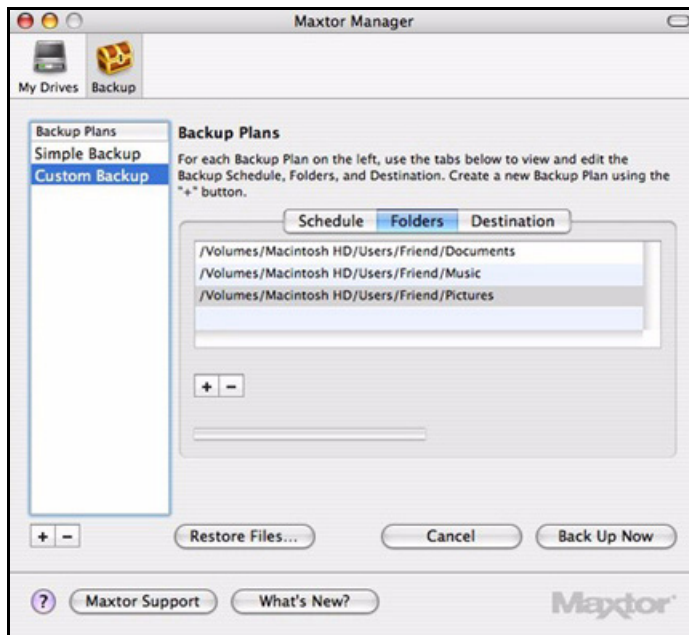 Maxtor Manager
My Drives
Backup
Backup Plans
Simple Backup
Custom Backup
Backup Plans
For each Backup Plan on the left, use the tabs below to view and edit the
Backup Schedule, Folders, and Destination. Create a new Backup Plan using the
"+" button.
Schedule
Folders
Destination
/Volumes/Macintosh HD/Users/Friend/Documents
/Volumes/Macintosh HD/Users/Friend/Music
/Volumes/Macintosh HD/Users/Friend/Pictures
+ −
+ −
Restore Files...
Cancel
Back Up Now
?
Maxtor Support
What's New?
Maxtor